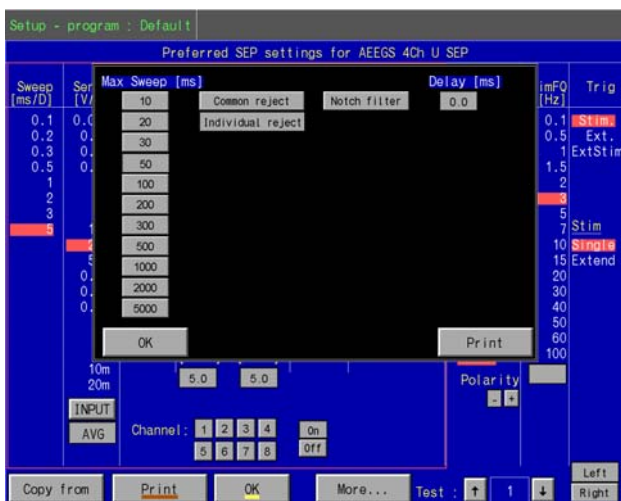 Setup - program : Default
Preferred SEP settings for AEEGS 4Ch U SEP
Sweep
[ms/D]
0.1
0.2
0.3
0.5
1
2
3
5
Max Sweep [ms]
10
20
30
50
100
200
300
500
1000
2000
5000
Common reject
Individual reject
Notch filter
Delay [ms]
0.0
OK
Print
[Hz]
0.1
0.5
1
1.5
2
3
5
7
10
15
20
30
40
50
60
100
Trig
Stim.
Ext.
ExtStim
Stim
Single
Extend
10m
20m
5.0 5.0
Polarity
- +
INPUT
AVG
Channel: 1 2 3 4 On
5 6 7 8 Off
Copy from Print OK More... Test : ↑ 1 ↓
Left
Right